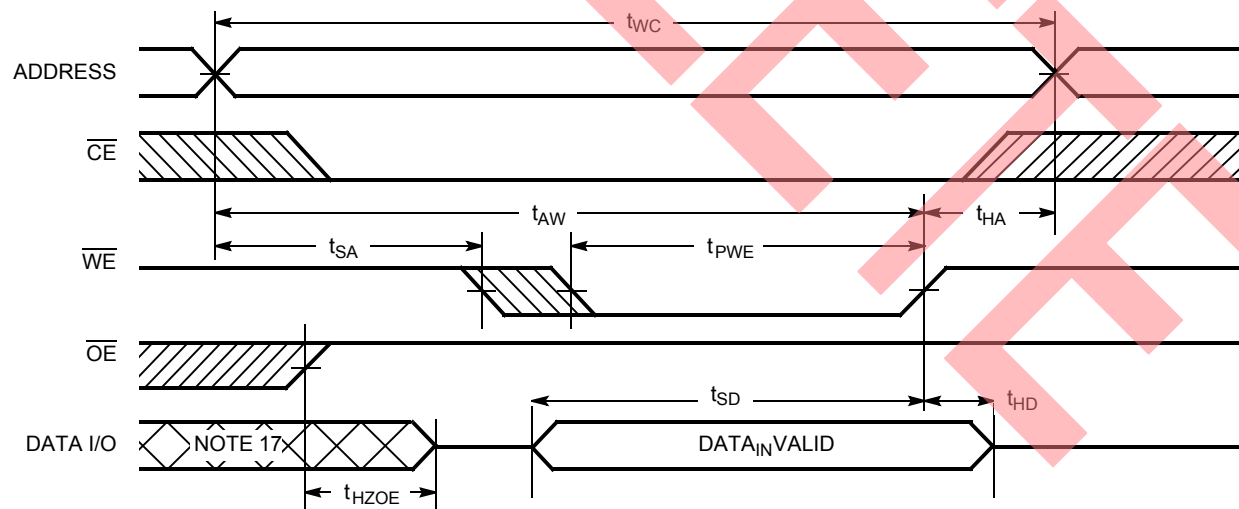 tWC
ADDRESS
CE
tAW
tHA
tSA
tPWE
WE
OE
tSD
tHD
DATA I/O
NOTE 17
DATAINVALID
tHZOE